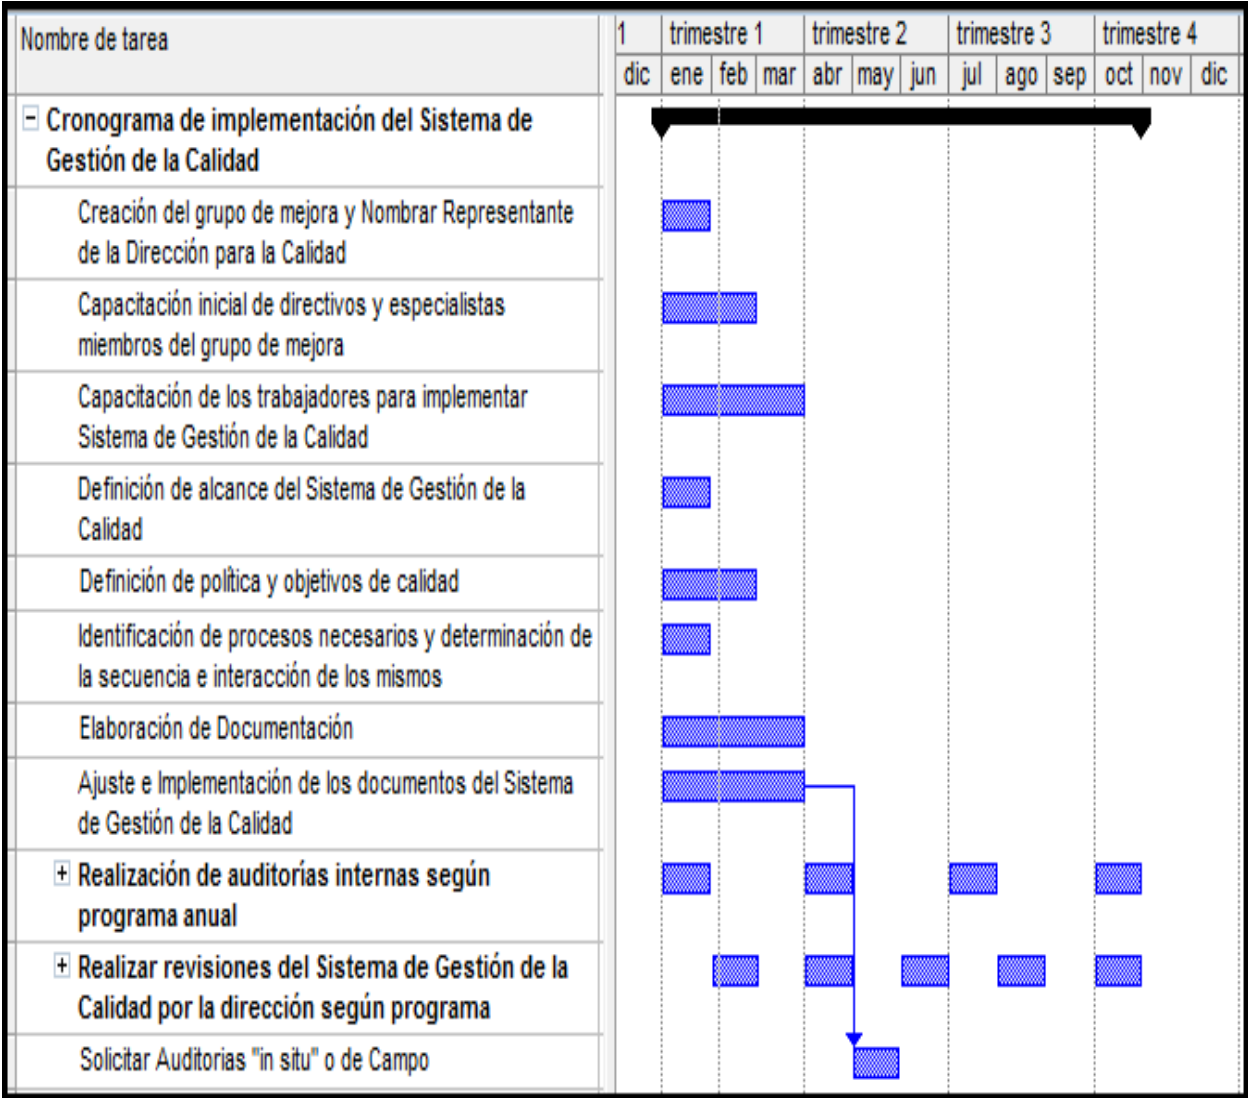 Nombre de tarea
1 trimestre 1 trimestre 2 trimestre 3 trimestre 4
dic ene feb mar abr may jun jul ago sep oct nov dic
Cronograma de implementación del Sistema de
Gestión de la Calidad
Creación del grupo de mejora y Nombrar Representante
de la Dirección para la Calidad
Capacitación inicial de directivos y especialistas
miembros del grupo de mejora
Capacitación de los trabajadores para implementar
Sistema de Gestión de la Calidad
Definición de alcance del Sistema de Gestión de la
Calidad
Definición de política y objetivos de calidad
Identificación de procesos necesarios y determinación de
la secuencia e interacción de los mismos
Elaboración de Documentación
Ajuste e Implementación de los documentos del Sistema
de Gestión de la Calidad
Realización de auditorías internas según
programa anual
Realizar revisiones del Sistema de Gestión de la
Calidad por la dirección según programa
Solicitar Auditorias "in situ" o de Campo